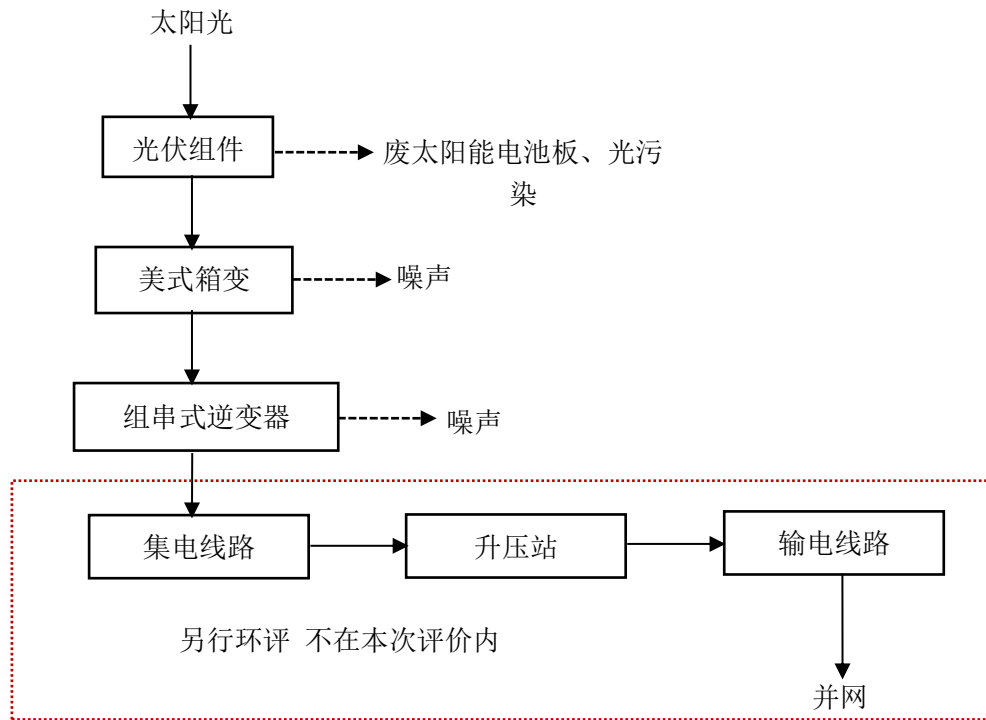 太阳光
光伏组件
废太阳能电池板、光污
染
美式箱变
噪声
组串式逆变器
噪声
集电线路
升压站
输电线路
另行环评 不在本次评价内
并网